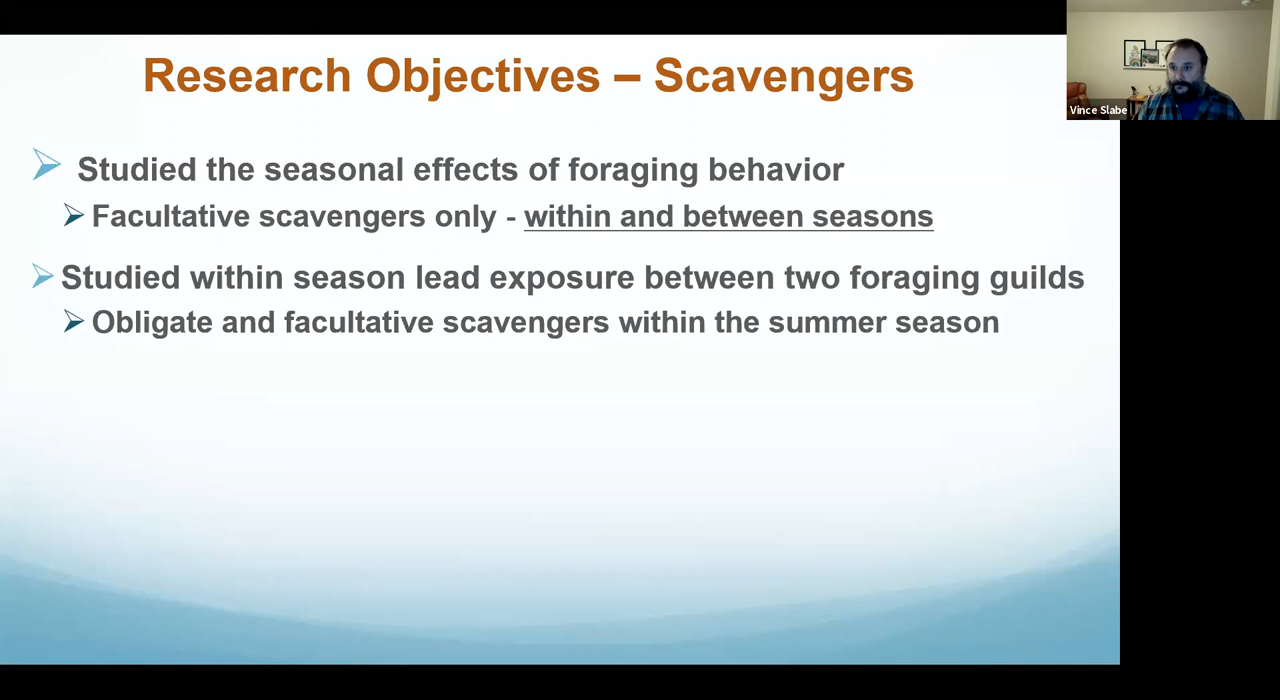 Research Objectives – Scavengers
Vince Slabe
Studied the seasonal effects of foraging behavior
Facultative scavengers only - within and between seasons
Studied within season lead exposure between two foraging guilds
Obligate and facultative scavengers within the summer season